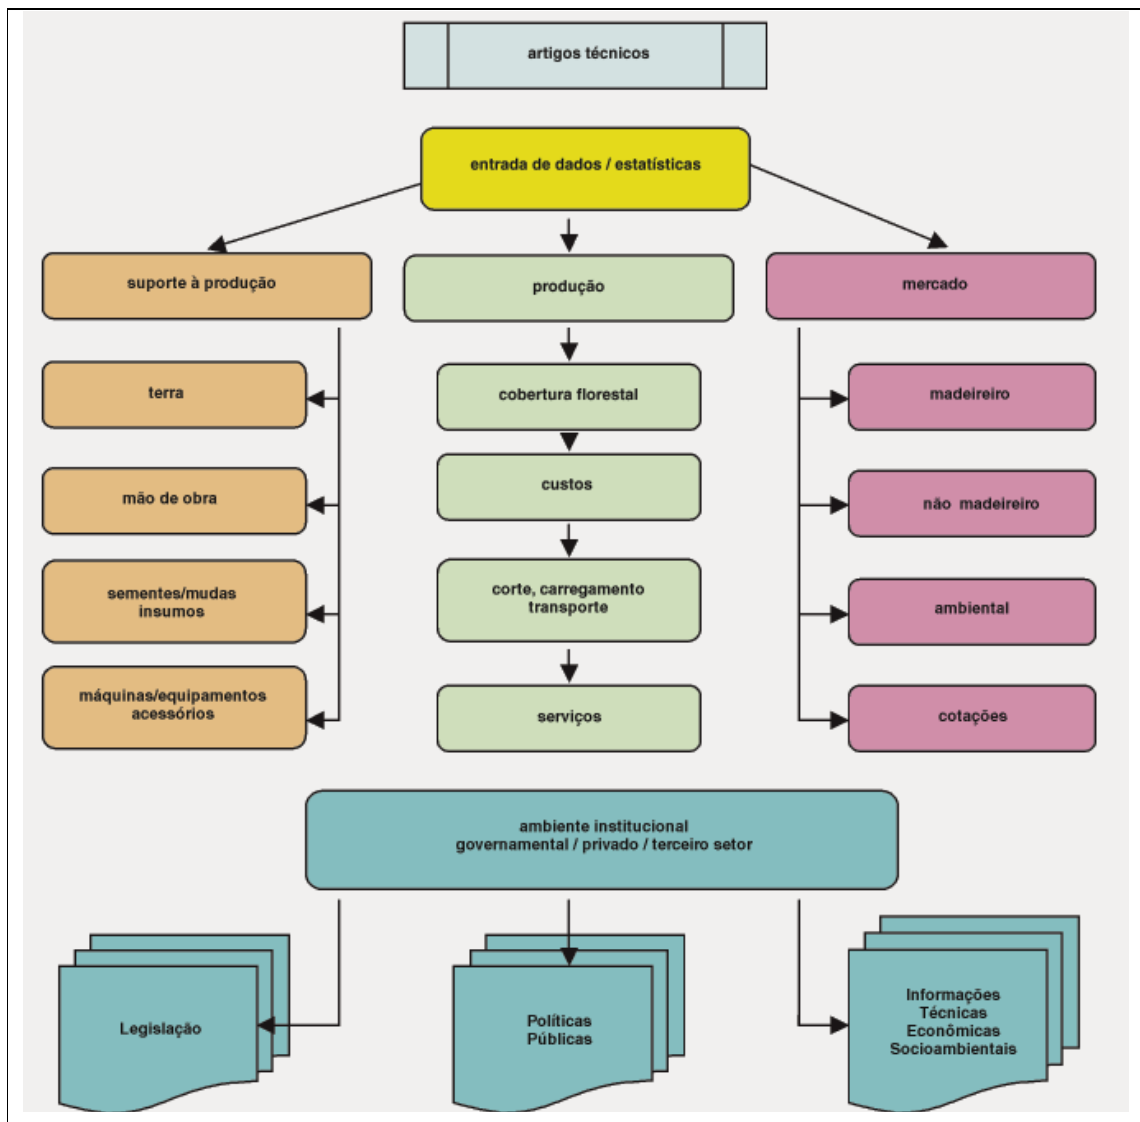 artigos técnicos
entrada de dados / estatísticas
suporte à produção
produção
mercado
terra
cobertura florestal
madeireiro
mão de obra
custos
não madeireiro
sementes/mudas
insumos
corte, carregamento
transporte
ambiental
máquinas/equipamentos
acessórios
serviços
cotações
ambiente institucional
governamental / privado / terceiro setor
Legislação
Políticas
Públicas
Informações
Técnicas
Econômicas
Socioambientais